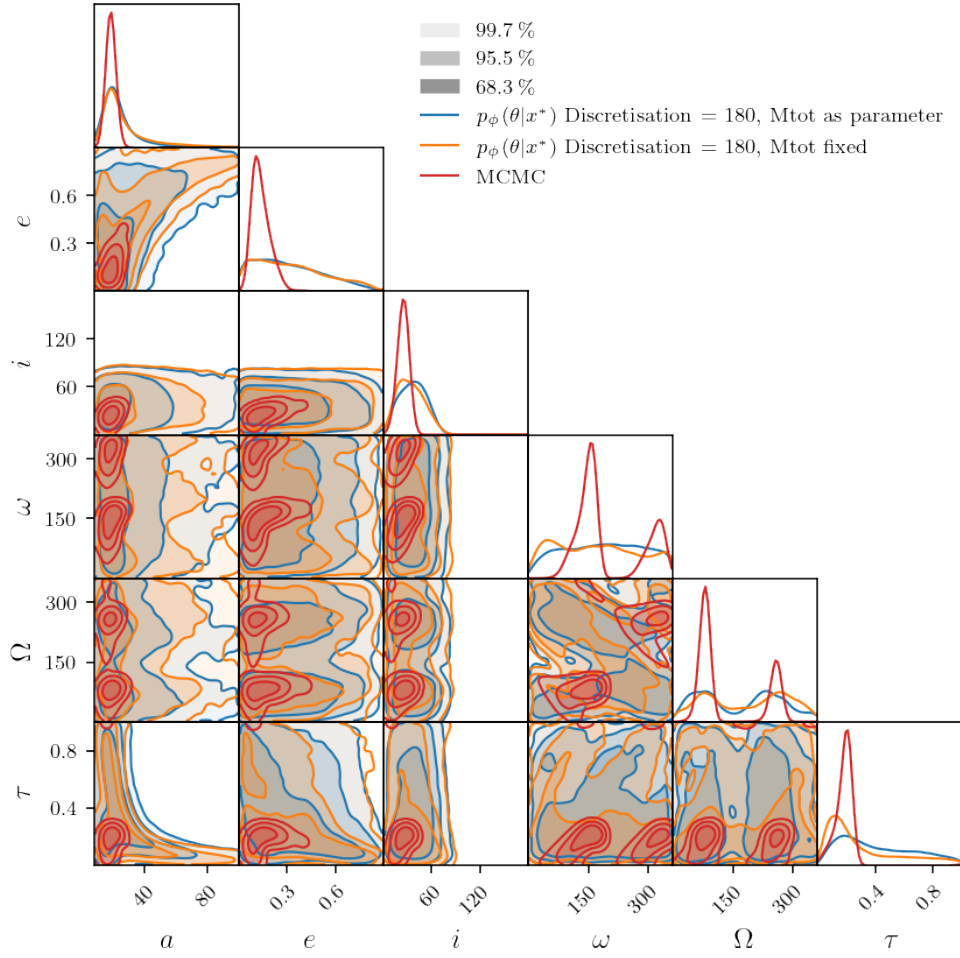 99.7 %
95.5 %
68.3 %
p_ϕ(θ|x*) Discretisation = 180, Mtot as parameter
p_ϕ(θ|x*) Discretisation = 180, Mtot fixed
MCMC
0.6
0.3
e
120
60
i
300
150
ω
300
150
Ω
0.8
0.4
τ
40 80 0.3 0.6 60 120 150 300 150 300 0.4 0.8
a e i ω Ω τ